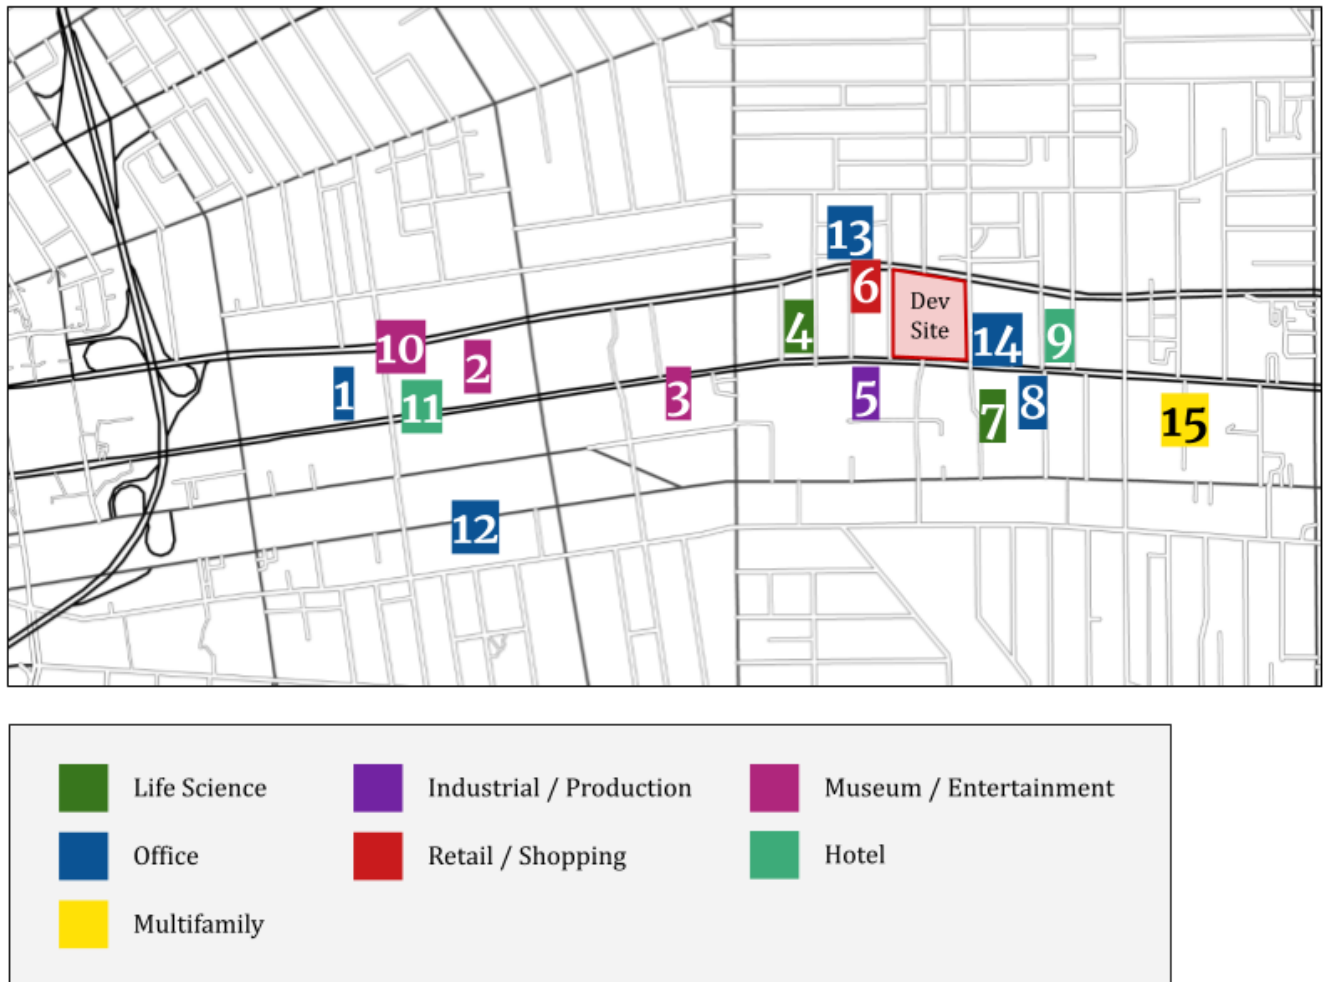 13
6
Dev
Site
4
14
9
10
2
1
11
3
5
7
8
15
12
Life Science
Industrial / Production
Museum / Entertainment
Office
Retail / Shopping
Hotel
Multifamily